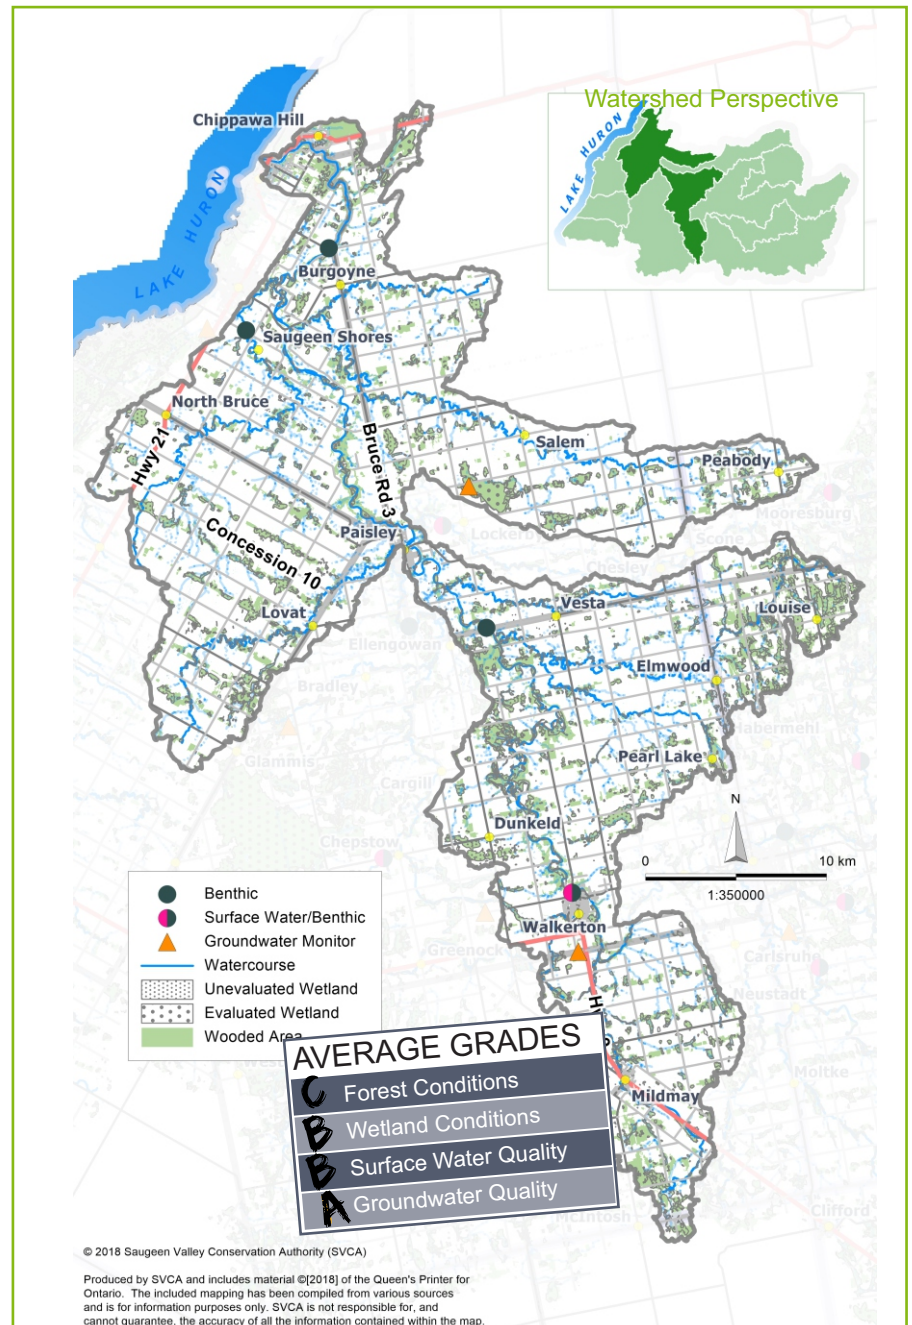 Watershed Perspective
LAKE HURON
Chippawa Hill
LAKE HURON
Burgoyne
Saugeen Shores
North Bruce
Hwy 21
Bruce Rd 3
Salem
Peabody
Mooresburg
Paisley
Scone
Chesley
Concession 10
Vesta
Louise
Lovat
Ellengowan
Elmwood
Bradley
Habermehl
Glammis
Pearl Lake
Cargill
N
Dunkeld
Chepstow
0 10 km
1:350000
Benthic
Surface Water/Benthic
Groundwater Monitor
Watercourse
Unevaluated Wetland
Evaluated Wetland
Wooded Area
Walkerton
Greenock
Carlsruhe
Neustadt
AVERAGE GRADES
C Forest Conditions
B Wetland Conditions
B Surface Water Quality
A Groundwater Quality
Moltke
Mildmay
McIntosh
Clifford
© 2018 Saugeen Valley Conservation Authority (SVCA)
Produced by SVCA and includes material ©[2018] of the Queen's Printer for
Ontario. The included mapping has been compiled from various sources
and is for information purposes only. SVCA is not responsible for, and
cannot guarantee, the accuracy of all the information contained within the map.